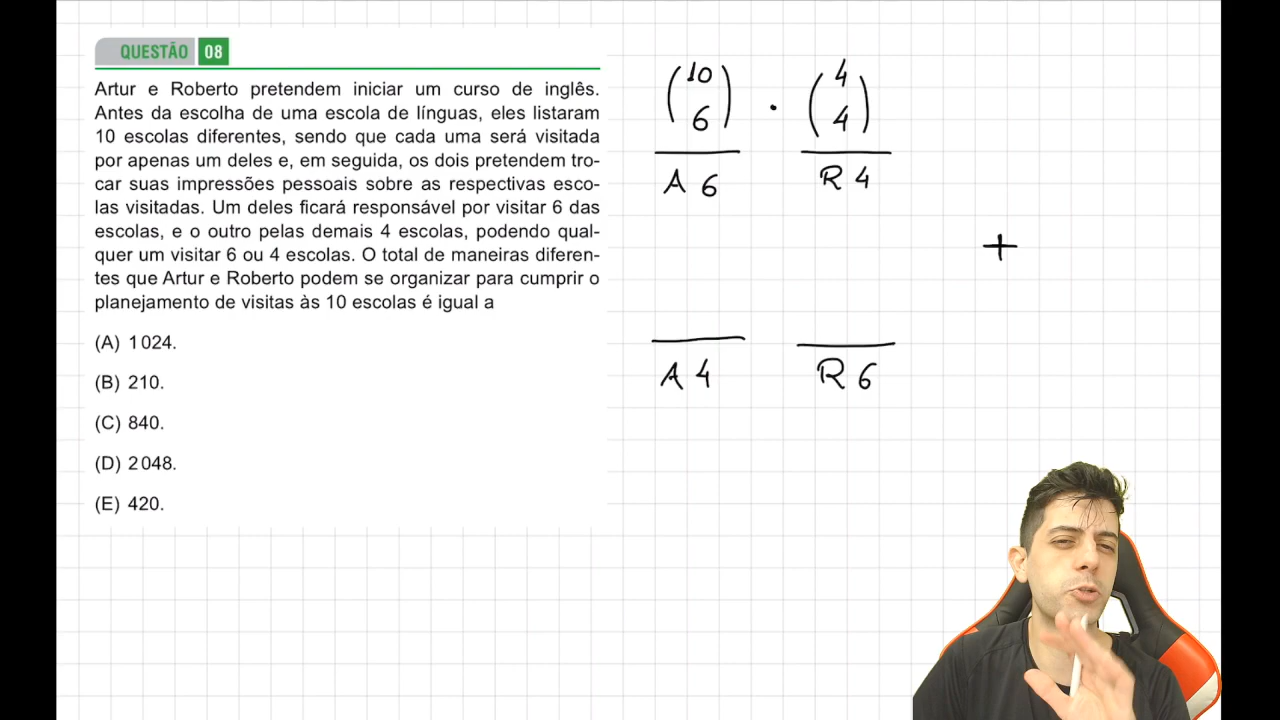 QUESTÃO 08
Artur e Roberto pretendem iniciar um curso de inglês.
Antes da escolha de uma escola de línguas, eles listaram
10 escolas diferentes, sendo que cada uma será visitada
por apenas um deles e, em seguida, os dois pretendem tro-
car suas impressões pessoais sobre as respectivas esco-
las visitadas. Um deles ficará responsável por visitar 6 das
escolas, e o outro pelas demais 4 escolas, podendo qual-
quer um visitar 6 ou 4 escolas. O total de maneiras diferen-
tes que Artur e Roberto podem se organizar para cumprir o
planejamento de visitas às 10 escolas é igual a
(A) 1 024.
(B) 210.
(C) 840.
(D) 2 048.
(E) 420.
(10 6) · (4 4)
A 6 R 4
+
A 4 R 6